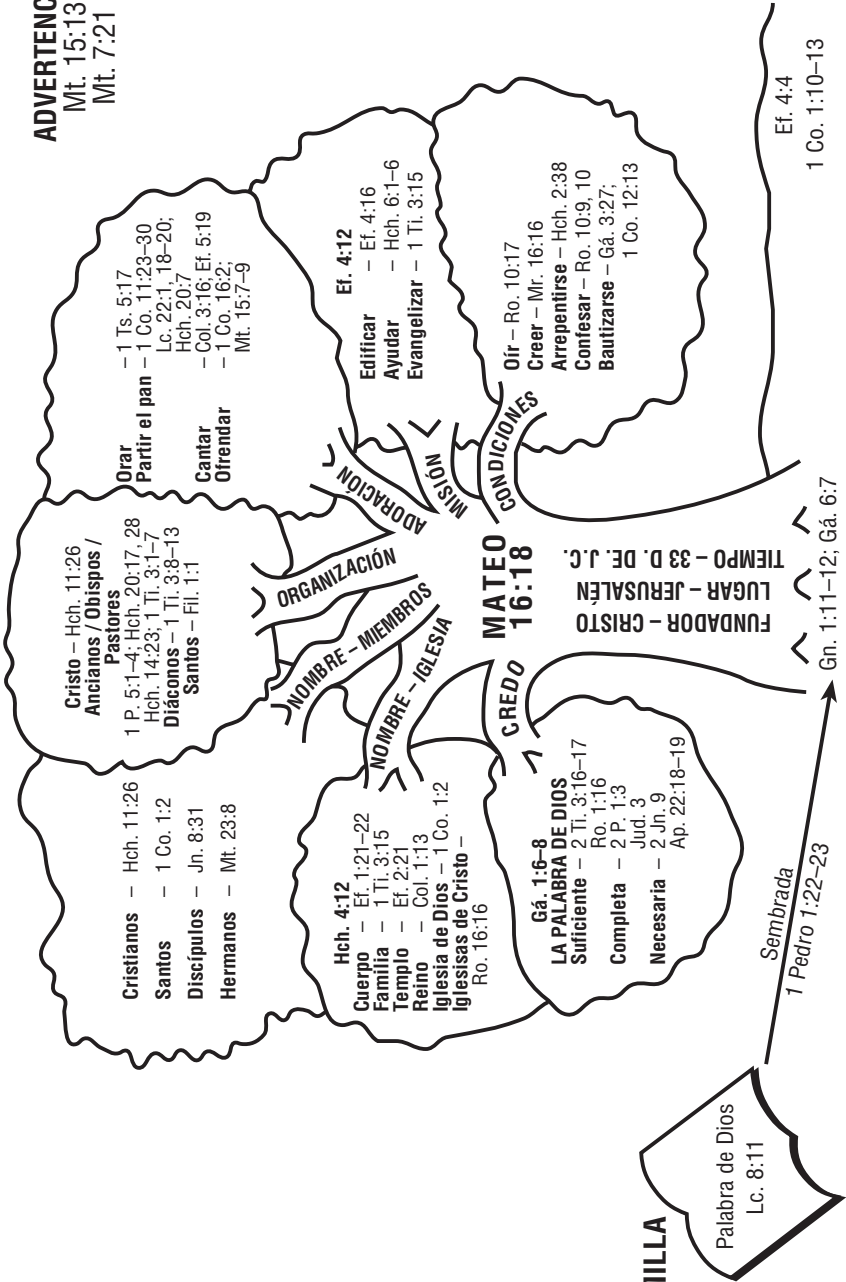 ADVERTENC
Mt. 15:13
Mt. 7:21
Cristo – Hch. 11:26
Ancianos / Obispos /
Pastores
1 P. 5:1–4; Hch. 20:17, 28
Hch. 14:23; 1 Ti. 3:1–7
Diáconos – 1 Ti. 3:8–13
Santos – Fil. 1:1
Cristianos – Hch. 11:26
Santos – 1 Co. 1:2
Discípulos – Jn. 8:31
Hermanos – Mt. 23:8
Orar – 1 Ts. 5:17
Partir el pan – 1 Co. 11:23–30
Lc. 22:1, 18–20;
Hch. 20:7
Cantar – Col. 3:16; Ef. 5:19
Ofrendar – 1 Co. 16:2;
Mt. 15:7–9
Hch. 4:12
Cuerpo – Ef. 1:21–22
Familia – 1 Ti. 3:15
Templo – Ef. 2:21
Reino – Col. 1:13
Iglesia de Dios – 1 Co. 1:2
Iglesisas de Cristo –
Ro. 16:16
Ef. 4:12
Edificar – Ef. 4:16
Ayudar – Hch. 6:1–6
Evangelizar – 1 Ti. 3:15
Gá. 1:6–8
LA PALABRA DE DIOS
Suficiente – 2 Ti. 3:16–17
Ro. 1:16
Completa – 2 P. 1:3
Jud. 3
Necesaria – 2 Jn. 9
Ap. 22:18–19
Oír – Ro. 10:17
Creer – Mr. 16:16
Arrepentirse – Hch. 2:38
Confesar – Ro. 10:9, 10
Bautizarse – Gá. 3:27;
1 Co. 12:13
CREDO
NOMBRE – IGLESIA
NOMBRE – MIEMBROS
ORGANIZACIÓN
ADORACIÓN
MISIÓN
CONDICIONES
MATEO
16:18
FUNDADOR – CRISTO
LUGAR – JERUSALÉN
TIEMPO – 33 D. DE. J.C.
Ef. 4:4
1 Co. 1:10–13
Gn. 1:11–12; Gá. 6:7
Sembrada
1 Pedro 1:22–23
ILLA
Palabra de Dios
Lc. 8:11